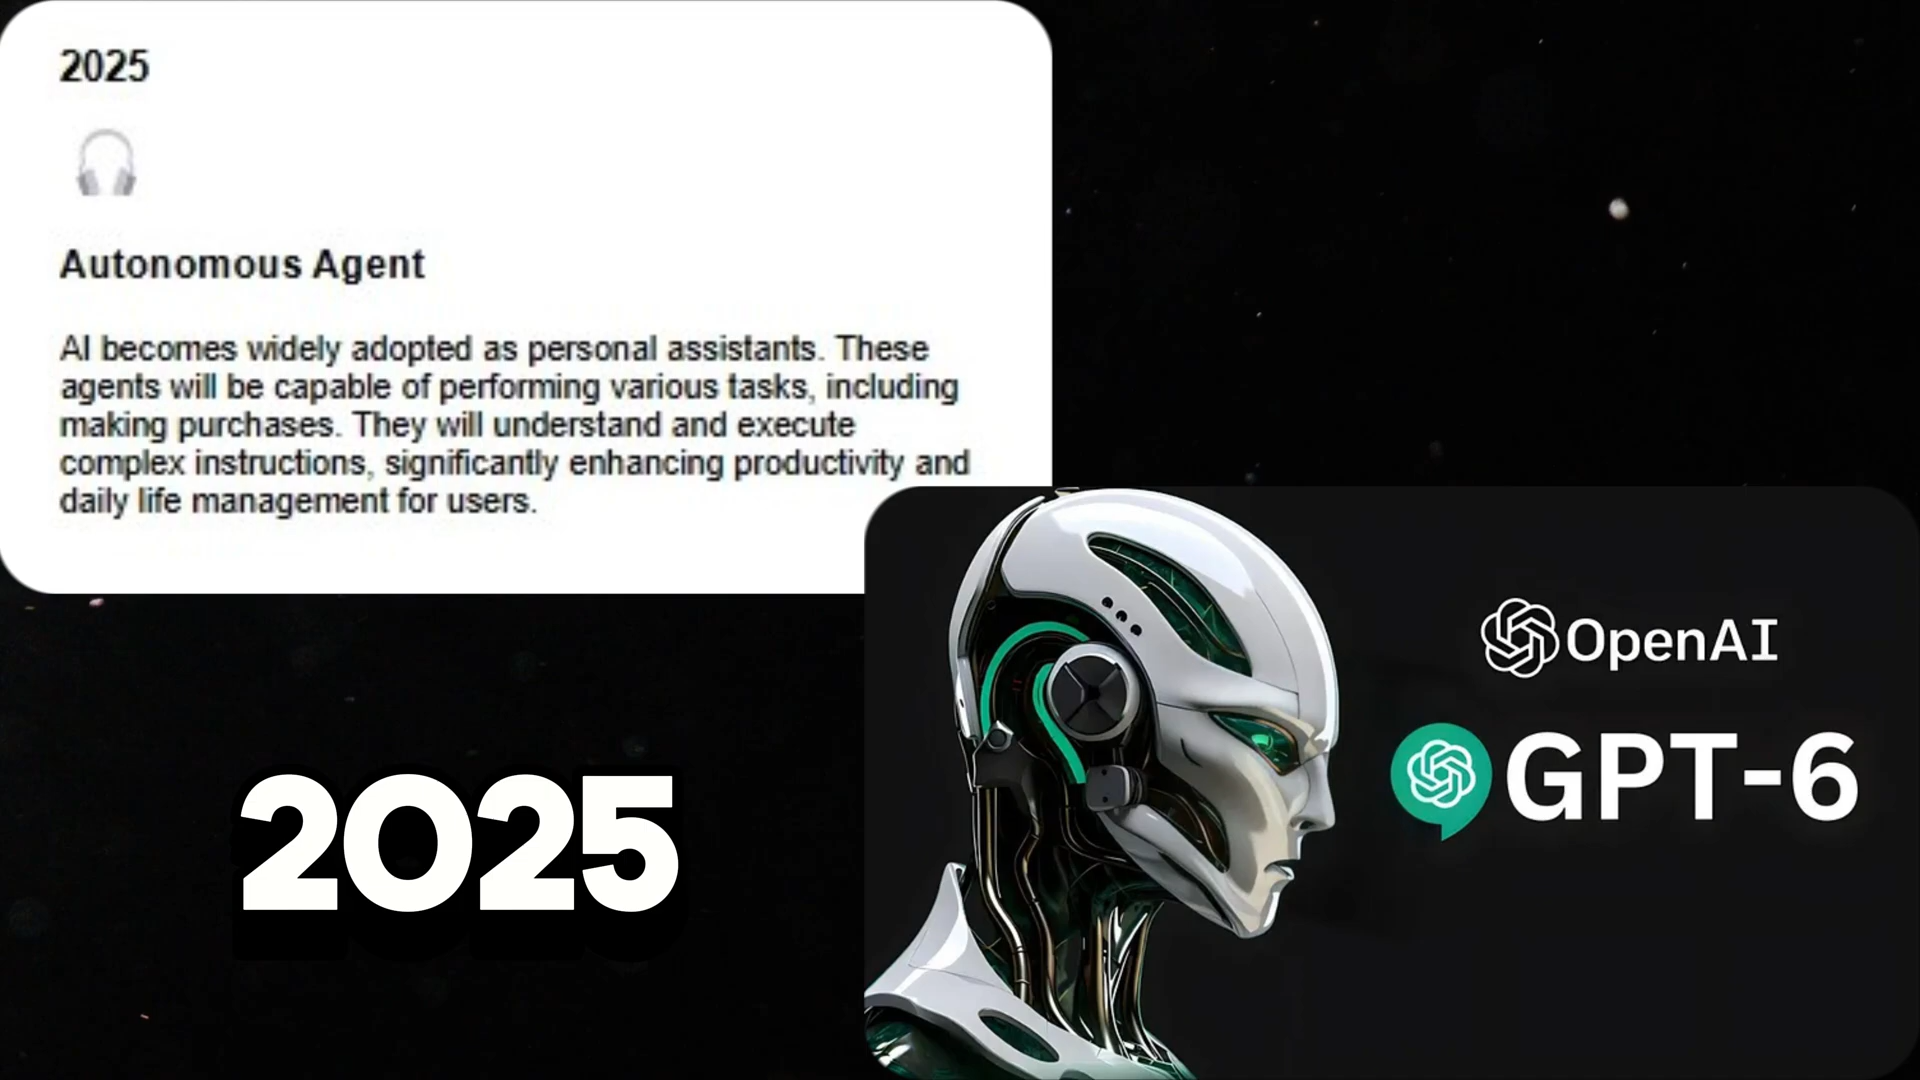 2025
Autonomous Agent
AI becomes widely adopted as personal assistants. These
agents will be capable of performing various tasks, including
making purchases. They will understand and execute
complex instructions, significantly enhancing productivity and
daily life management for users.
OpenAI
GPT-6
2025